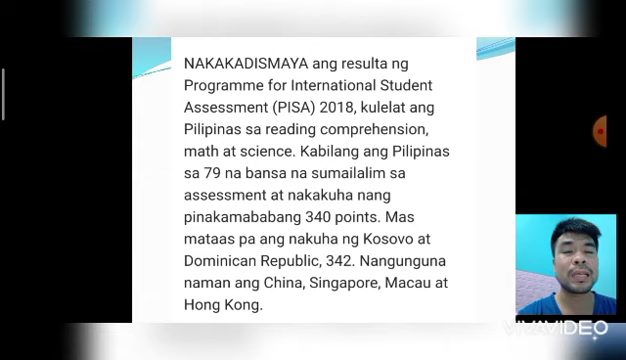 NAKAKADISMAYA ang resulta ng
Programme for International Student
Assessment (PISA) 2018, kulelat ang
Pilipinas sa reading comprehension,
math at science. Kabilang ang Pilipinas
sa 79 na bansa na sumailalim sa
assessment at nakakuha nang
pinakamababang 340 points. Mas
mataas pa ang nakuha ng Kosovo at
Dominican Republic, 342. Nangunguna
naman ang China, Singapore, Macau at
Hong Kong.
VIVAVIDEO